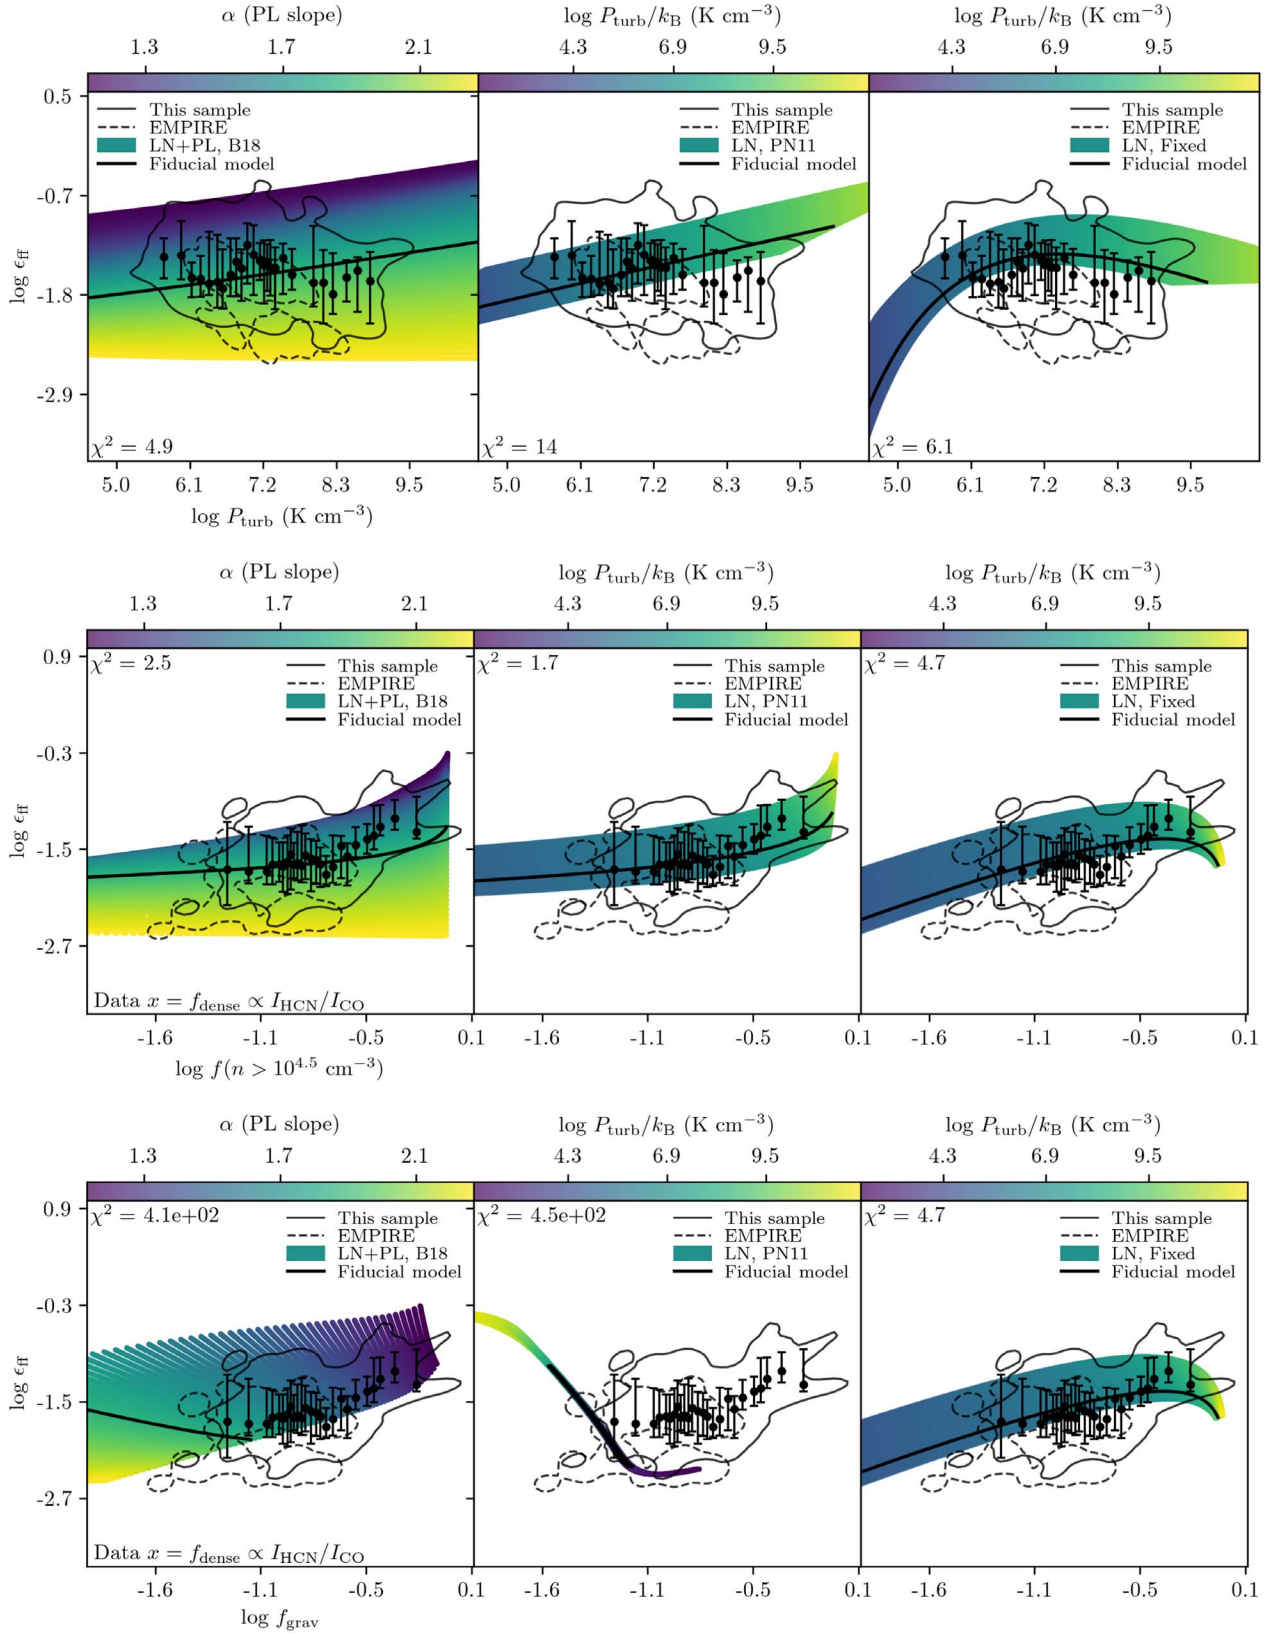 α (PL slope)
log P_turb/k_B (K cm⁻³)
log P_turb/k_B (K cm⁻³)
1.3 1.7 2.1
4.3 6.9 9.5
4.3 6.9 9.5
0.5
-0.7
-1.8
-2.9
log ϵ_ff
This sample
EMPIRE
LN+PL, B18
Fiducial model
χ² = 4.9
This sample
EMPIRE
LN, PN11
Fiducial model
χ² = 14
This sample
EMPIRE
LN, Fixed
Fiducial model
χ² = 6.1
5.0 6.1 7.2 8.3 9.5
5.0 6.1 7.2 8.3 9.5
5.0 6.1 7.2 8.3 9.5
log P_turb (K cm⁻³)
α (PL slope)
log P_turb/k_B (K cm⁻³)
log P_turb/k_B (K cm⁻³)
1.3 1.7 2.1
4.3 6.9 9.5
4.3 6.9 9.5
0.9
-0.3
-1.5
-2.7
log ϵ_ff
χ² = 2.5
This sample
EMPIRE
LN+PL, B18
Fiducial model
Data x = f_dense ∝ I_HCN/I_CO
χ² = 1.7
This sample
EMPIRE
LN, PN11
Fiducial model
χ² = 4.7
This sample
EMPIRE
LN, Fixed
Fiducial model
-1.6 -1.1 -0.5 0.1
-1.6 -1.1 -0.5 0.1
-1.6 -1.1 -0.5 0.1
log f(n > 10^4.5 cm⁻³)
α (PL slope)
log P_turb/k_B (K cm⁻³)
log P_turb/k_B (K cm⁻³)
1.3 1.7 2.1
4.3 6.9 9.5
4.3 6.9 9.5
0.9
-0.3
-1.5
-2.7
log ϵ_ff
χ² = 4.1e+02
This sample
EMPIRE
LN+PL, B18
Fiducial model
Data x = f_dense ∝ I_HCN/I_CO
χ² = 4.5e+02
This sample
EMPIRE
LN, PN11
Fiducial model
χ² = 4.7
This sample
EMPIRE
LN, Fixed
Fiducial model
-1.6 -1.1 -0.5 0.1
-1.6 -1.1 -0.5 0.1
-1.6 -1.1 -0.5 0.1
log f_grav